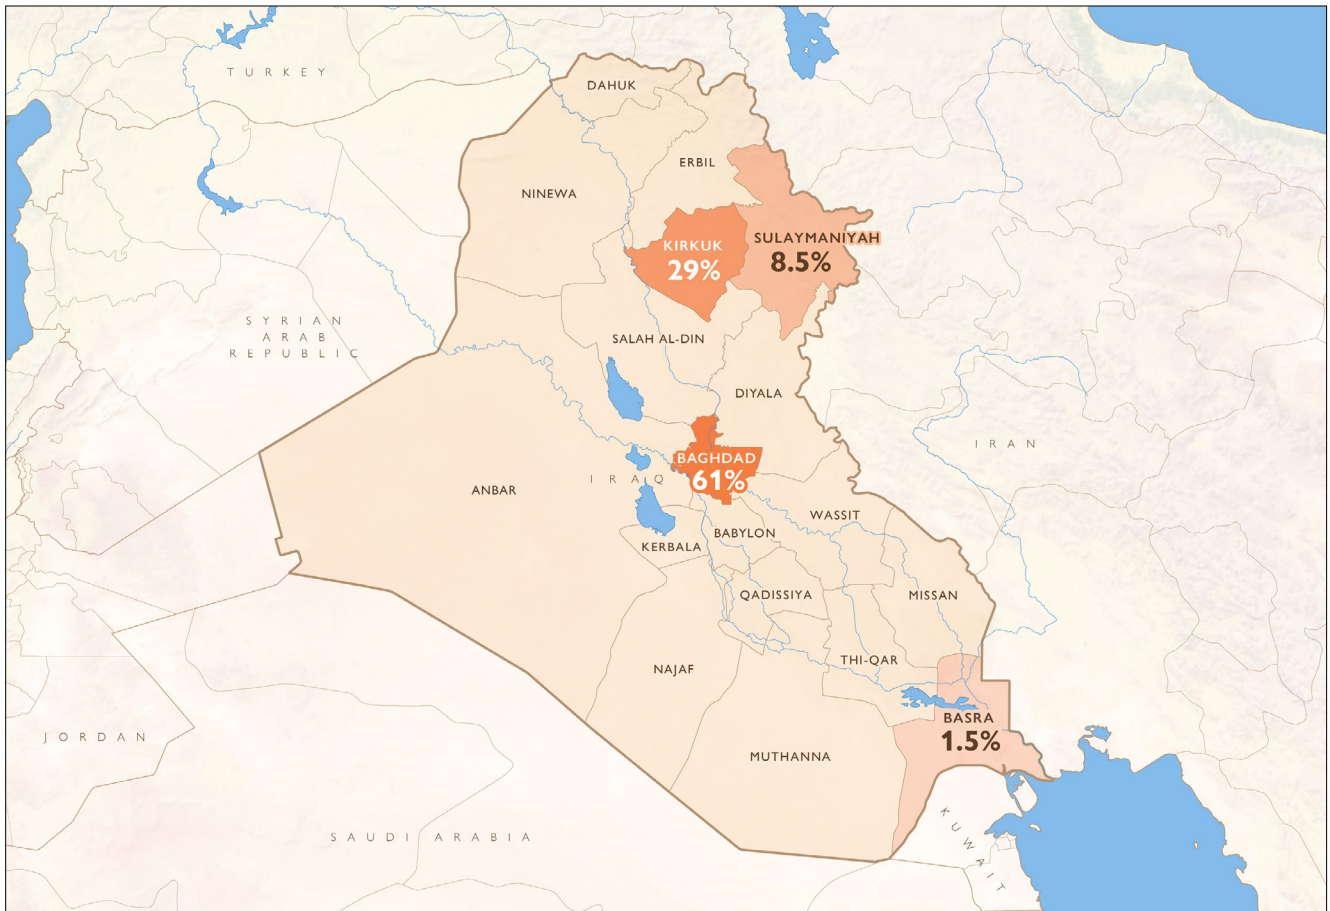 TURKEY
DAHUK
ERBIL
NINEWA
KIRKUK
29%
SULAYMANIYAH
8.5%
SYRIAN
ARAB
REPUBLIC
SALAH AL-DIN
DIYALA
IRAN
BAGHDAD
61%
IRAQ
ANBAR
WASSIT
BABYLON
KERBALA
QADISSIYA
MISSAN
THI-QAR
NAJAF
BASRA
1.5%
JORDAN
MUTHANNA
SAUDI ARABIA
KUWAIT